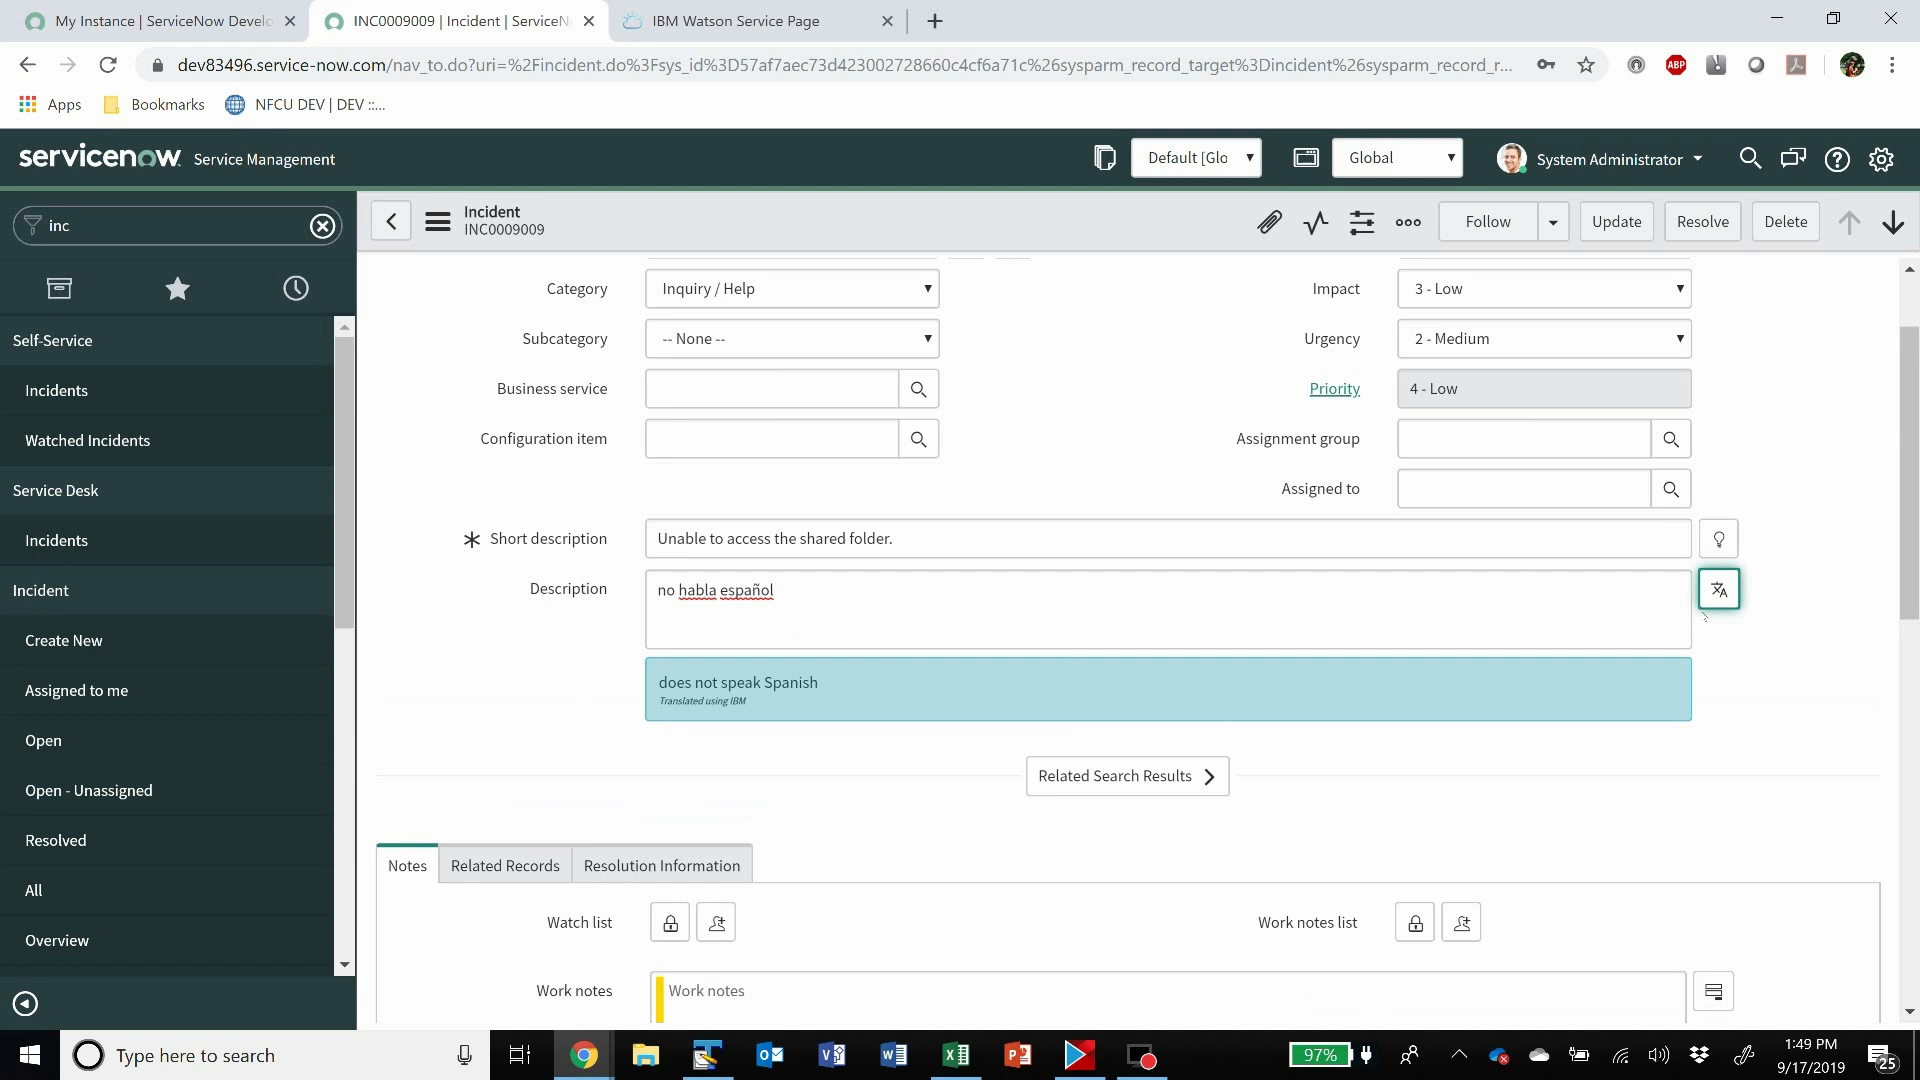 My Instance | ServiceNow Develo
INC0009009 | Incident | ServiceN
IBM Watson Service Page
dev83496.service-now.com/nav_to.do?uri=%2Fincident.do%3Fsys_id%3D57af7aec73d423002728660c4cf6a71c%26sysparm_record_target%3Dincident%26sysparm_record_r...
ABP
Apps
Bookmarks
NFCU DEV | DEV ::...
servicenow
Service Management
Default [Glo
Global
System Administrator
inc
Incident
INC0009009
Follow
Update
Resolve
Delete
Self-Service
Incidents
Watched Incidents
Service Desk
Incidents
Incident
Create New
Assigned to me
Open
Open - Unassigned
Resolved
All
Overview
Category
Inquiry / Help
Impact
3 - Low
Subcategory
-- None --
Urgency
2 - Medium
Business service
Priority
4 - Low
Configuration item
Assignment group
Assigned to
Short description
Unable to access the shared folder.
Description
no habla español
does not speak Spanish
Translated using IBM
Related Search Results
Notes
Related Records
Resolution Information
Watch list
Work notes list
Work notes
Work notes
Type here to search
97%
1:49 PM
9/17/2019
25